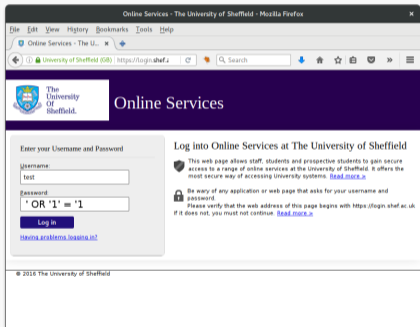 Online Services - The University of Sheffield - Mozilla Firefox
File Edit View History Bookmarks Tools Help
Online Services - The U...
University of Sheffield (GB) https://login.shef.a
Search
The
University
Of
Sheffield.
Online Services
Enter your Username and Password
Username:
test
Password
' OR '1' = '1
Log in
Having problems logging in?
Log into Online Services at The University of Sheffield
This web page allows staff, students and prospective students to gain secure
access to a range of online services at the University of Sheffield. It offers the
most secure way of accessing University systems. Read more »
Be wary of any application or web page that asks for your username and
password.
Please verify that the web address of this page begins with https://login.shef.ac.uk
If it does not, you must not continue. Read more »
© 2016 The University of Sheffield